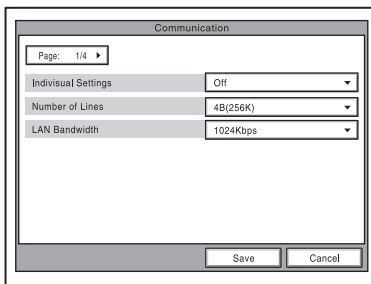 Communication
Page: 1/4
Indivisual Settings Off
Number of Lines 4B(256K)
LAN Bandwidth 1024Kbps
Save Cancel